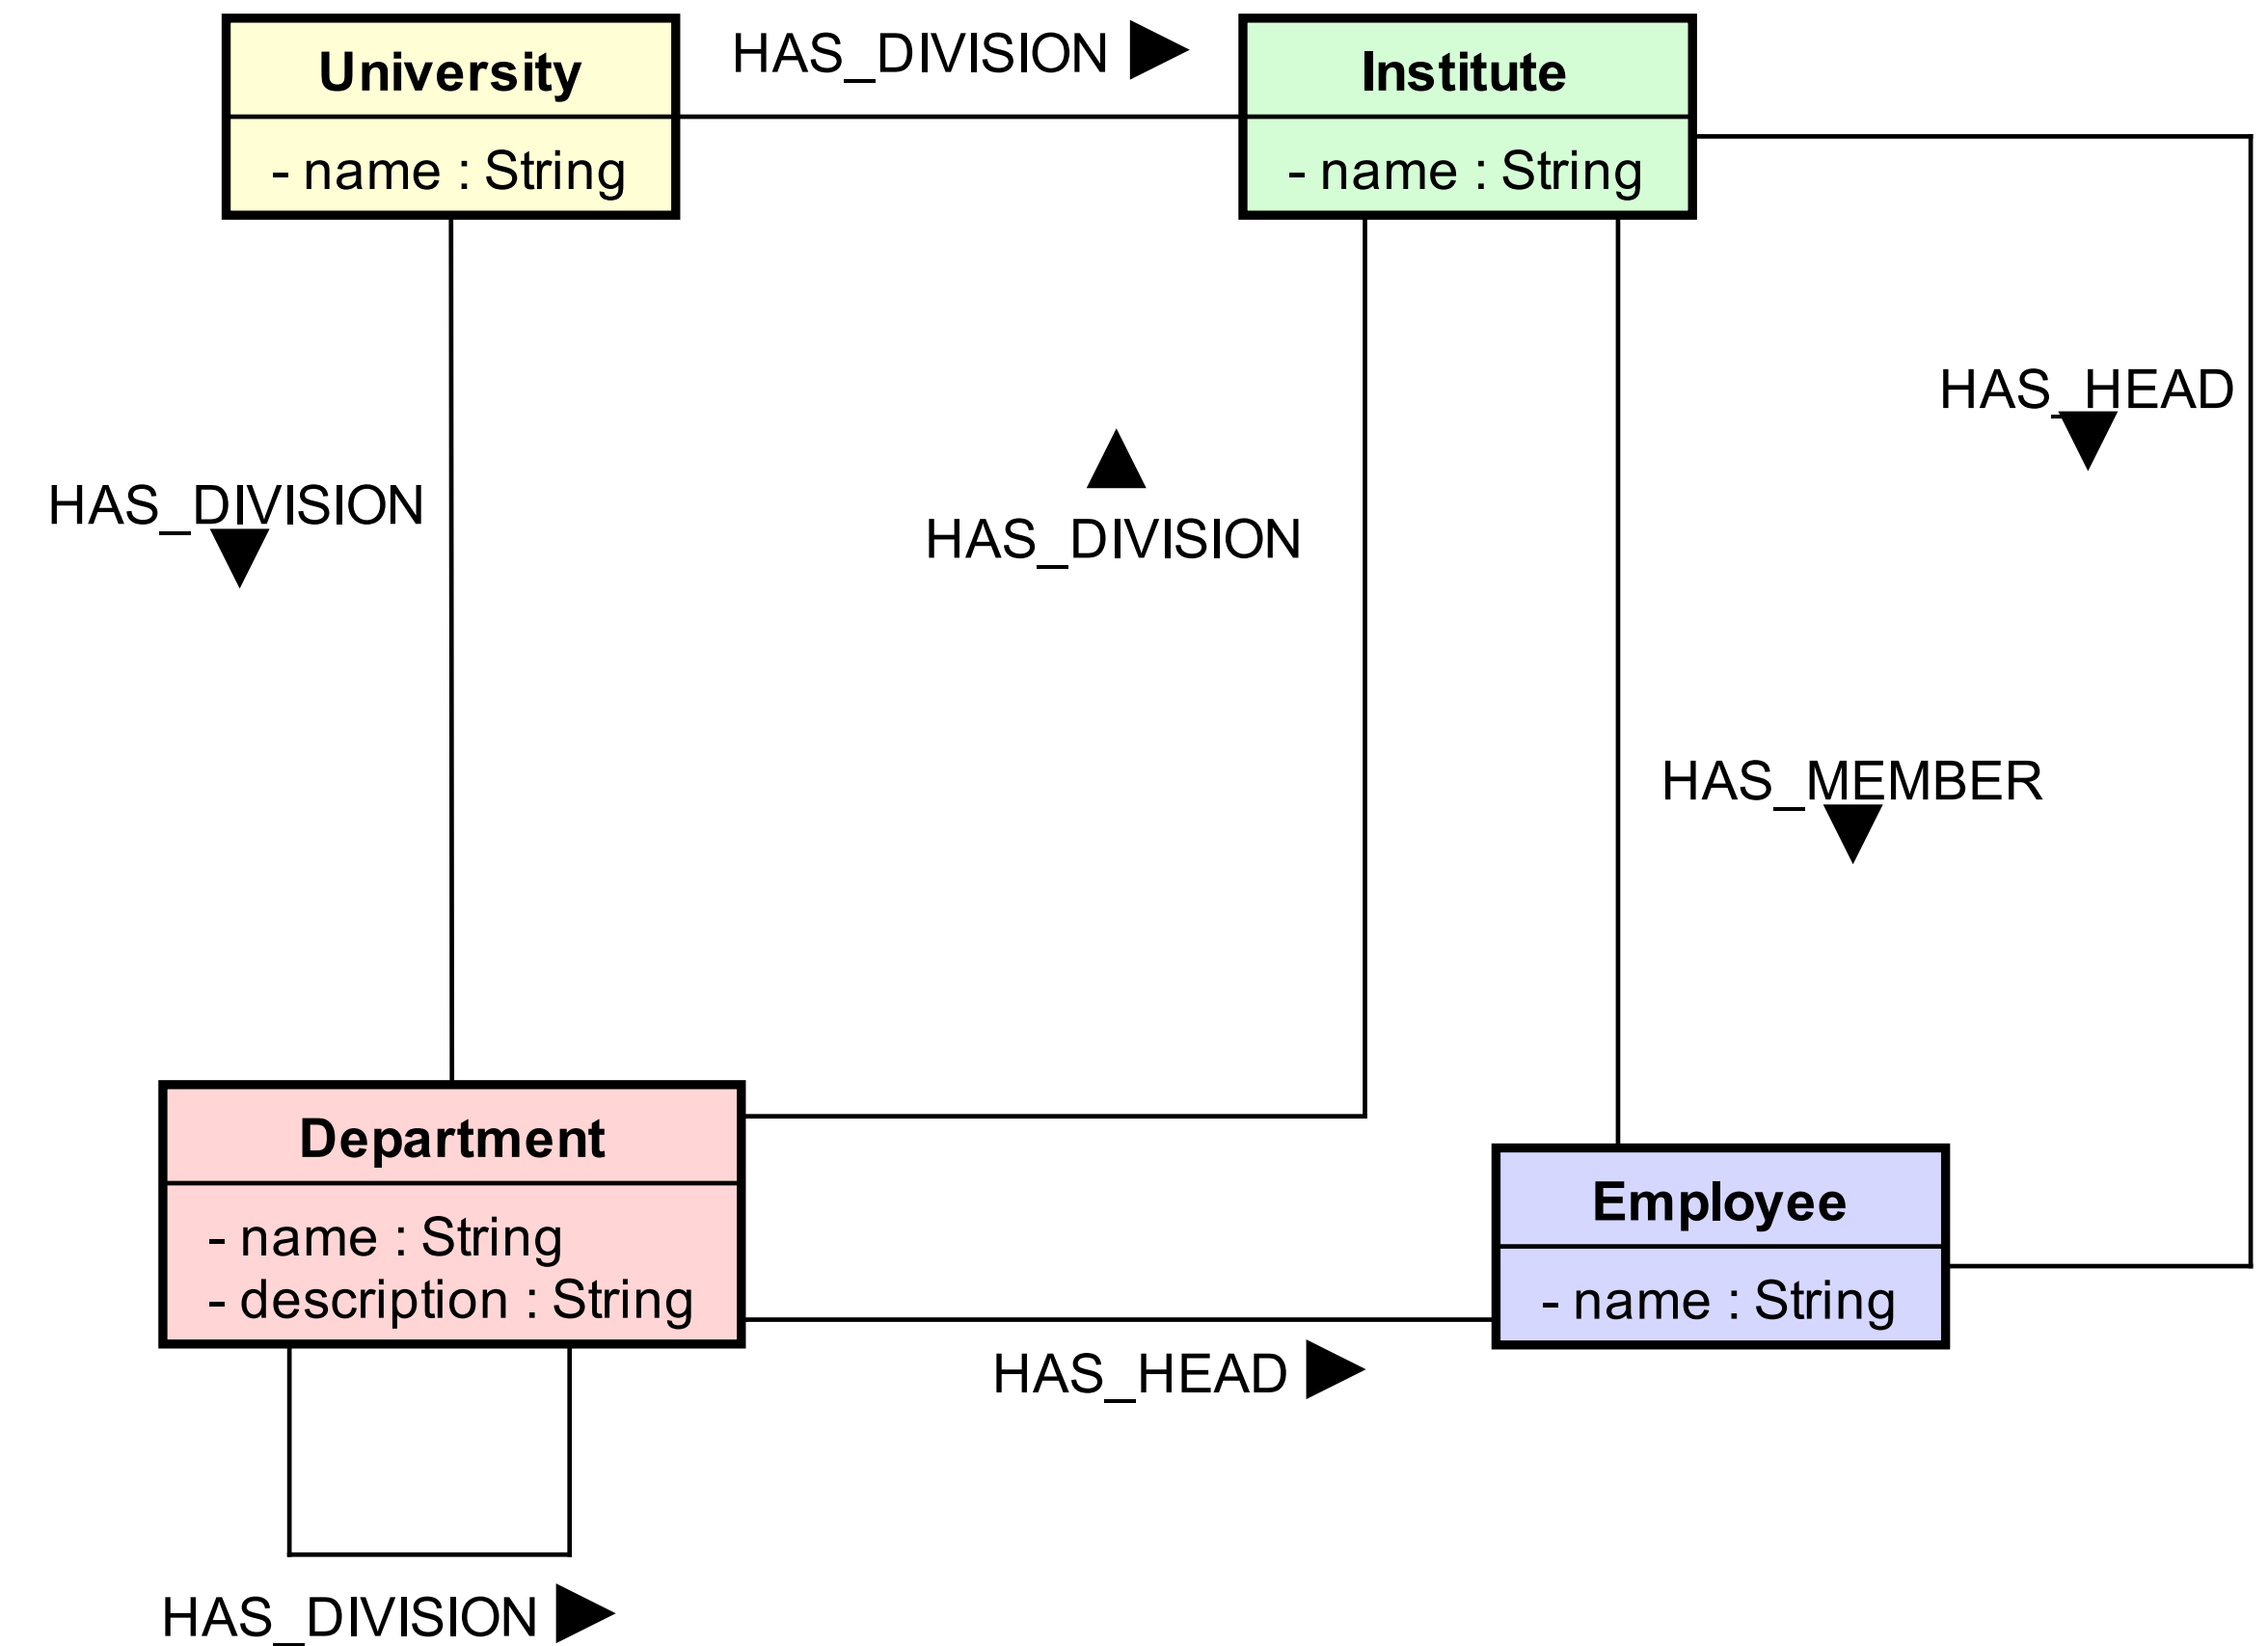 University
- name : String
HAS_DIVISION
Institute
- name : String
HAS_HEAD
HAS_DIVISION
HAS_DIVISION
HAS_MEMBER
Department
- name : String
- description : String
Employee
- name : String
HAS_HEAD
HAS_DIVISION